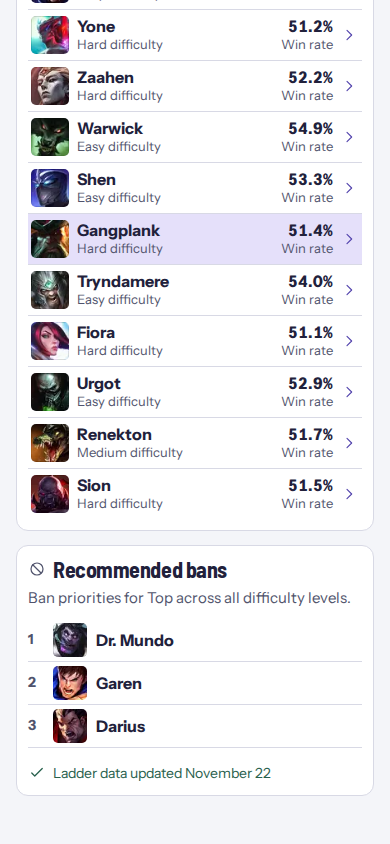 Yone 51.2%
Hard difficulty Win rate
Zaahen 52.2%
Hard difficulty Win rate
Warwick 54.9%
Easy difficulty Win rate
Shen 53.3%
Hard difficulty Win rate
Gangplank 51.4%
Hard difficulty Win rate
Tryndamere 54.0%
Easy difficulty Win rate
Fiora 51.1%
Hard difficulty Win rate
Urgot 52.9%
Easy difficulty Win rate
Renekton 51.7%
Medium difficulty Win rate
Sion 51.5%
Hard difficulty Win rate
Recommended bans
Ban priorities for Top across all difficulty levels.
1 Dr. Mundo
2 Garen
3 Darius
Ladder data updated November 22